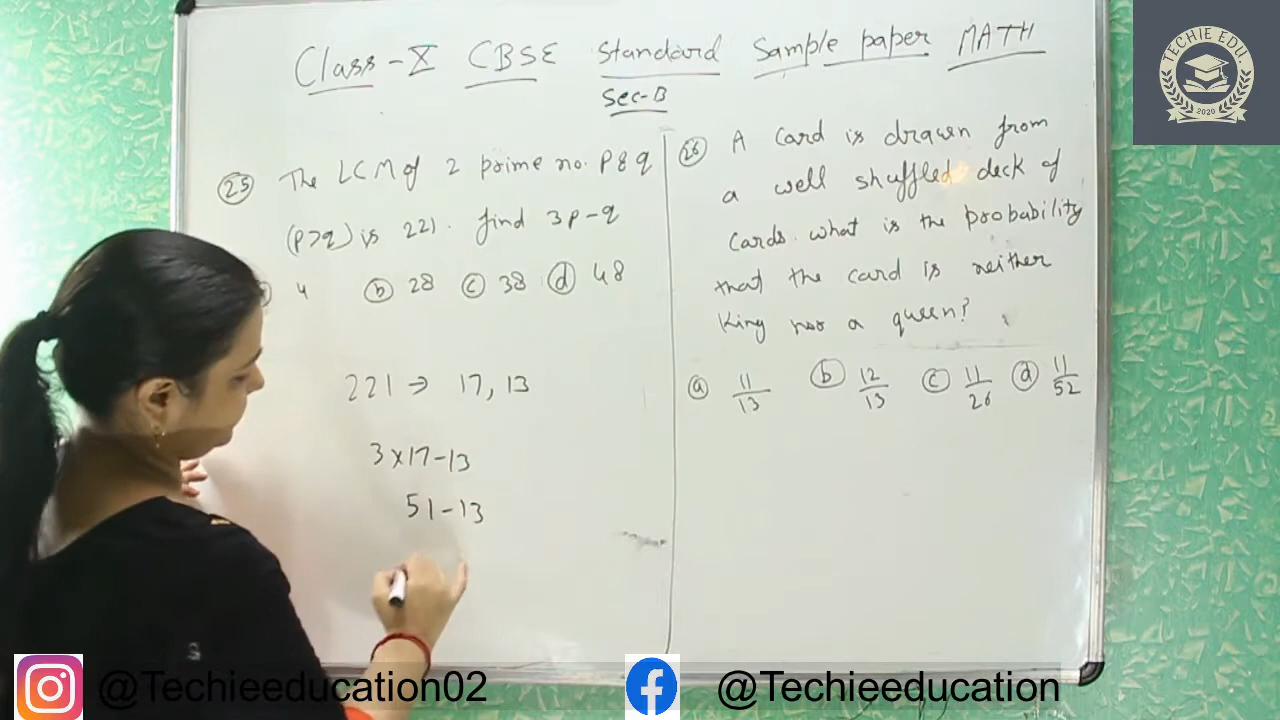 Class-X CBSE Standard Sample paper MATH
Sec-B
25 The LCM of 2 prime no. P & q
(P>q) is 221. find 3p-q
4 b 28 c 38 d 48
221 → 17, 13
3x17-13
51-13
26 A card is drawn from
a well shuffled deck of
cards. what is the probability
that the card is neither
King nor a queen?
a 11/13 b 12/13 c 11/26 d 11/52
TECHIE EDU.
2020
@Techieeducation02
@Techieeducation